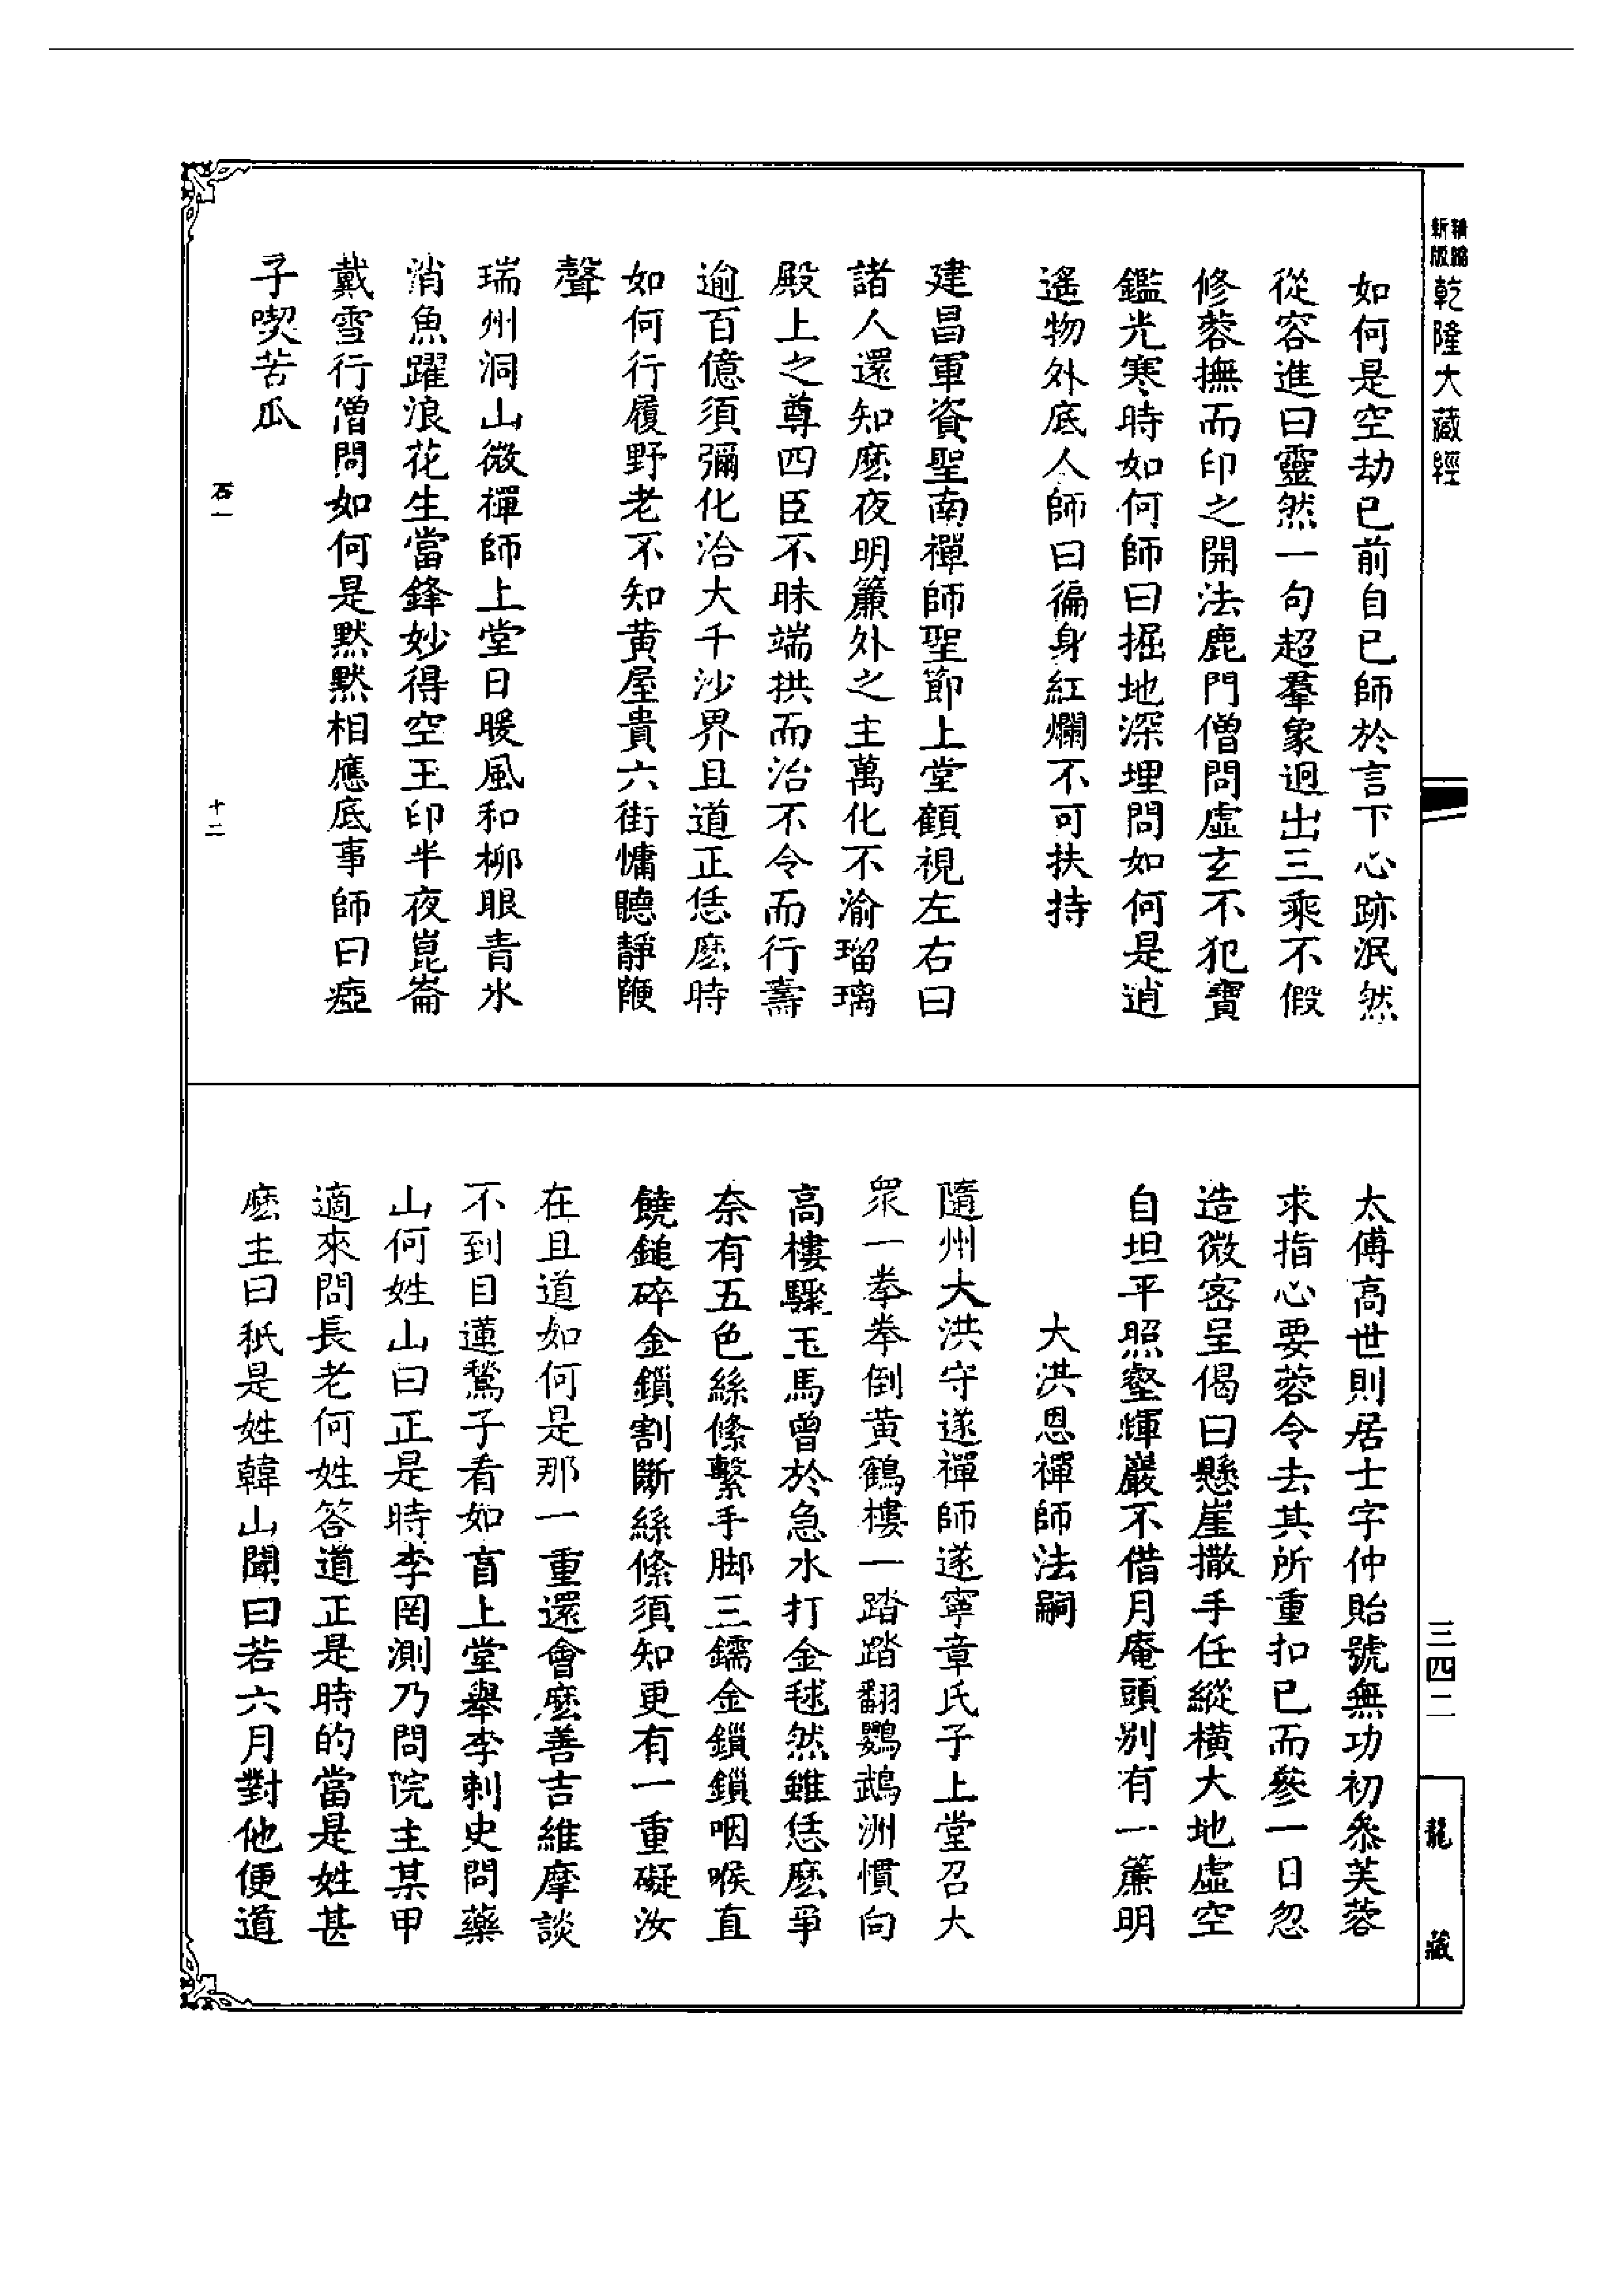 精縮新版乾隆大藏經
如何是空劫已前自已師於言下心跡泯然
從容進曰靈然一句超羣象迥出三乘不假
修蓉撫而印之開法鹿門僧問虛玄不犯寶
鑑光寒時如何師曰掘地深埋問如何是逍
遙物外底人師曰徧身紅爛不可扶持
建昌軍資聖南禪師聖節上堂顧視左右曰
諸人還知麽夜明簾外之主萬化不渝瑠璃
殿上之尊四臣不昧端拱而治不令而行壽
逾百億須彌化洽大千沙界且道正恁麽時
如何行履野老不知黃屋貴六街慵聽靜鞭
聲
瑞州洞山微禪師上堂日暖風和柳眼青水
消魚躍浪花生當鋒妙得空王印半夜崑崙
戴雪行僧問如何是黙黙相應底事師曰瘂
子喫苦瓜
石一
十二
太傅高世則居士字仲貽號無功初叅芙蓉
求指心要蓉令去其所重扣已而參一日忽
造微密呈偈曰懸崖撒手任縱橫大地虛空
自坦平照壑輝巖不借月庵頭別有一簾明
大洪恩禪師法嗣
隨州大洪守遂禪師遂寧章氏子上堂召大
眾一拳拳倒黃鶴樓一踏踏翻鸚鵡洲慣向
高樓驟玉馬曾於急水打金毬然雖恁麽爭
奈有五色絲絛繫手脚三鐍金鎖鎖咽喉直
饒鎚碎金鎖割斷絲絛須知更有一重礙汝
在且道如何是那一重還會麽善吉維摩談
不到目蓮鶖子看如盲上堂舉李刺史問藥
山何姓山曰正是時李罔測乃問院主某甲
適來問長老何姓答道正是時的當是姓甚
麽主曰秖是姓韓山聞曰若六月對他便道
三四二
龍藏